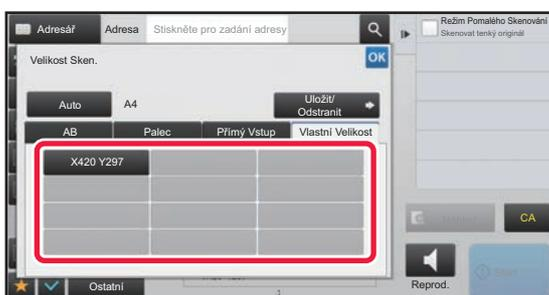 Adresář
Adresa
Stiskněte pro zadání adresy
Režim Pomalého Skenování
Skenovat tenký originál
Velikost Sken.
OK
Auto
A4
Uložit/
Odstranit
AB
Palec
Přímý Vstup
Vlastní Velikost
X420 Y297
CA
Start
Reprod.
Ostatní
1